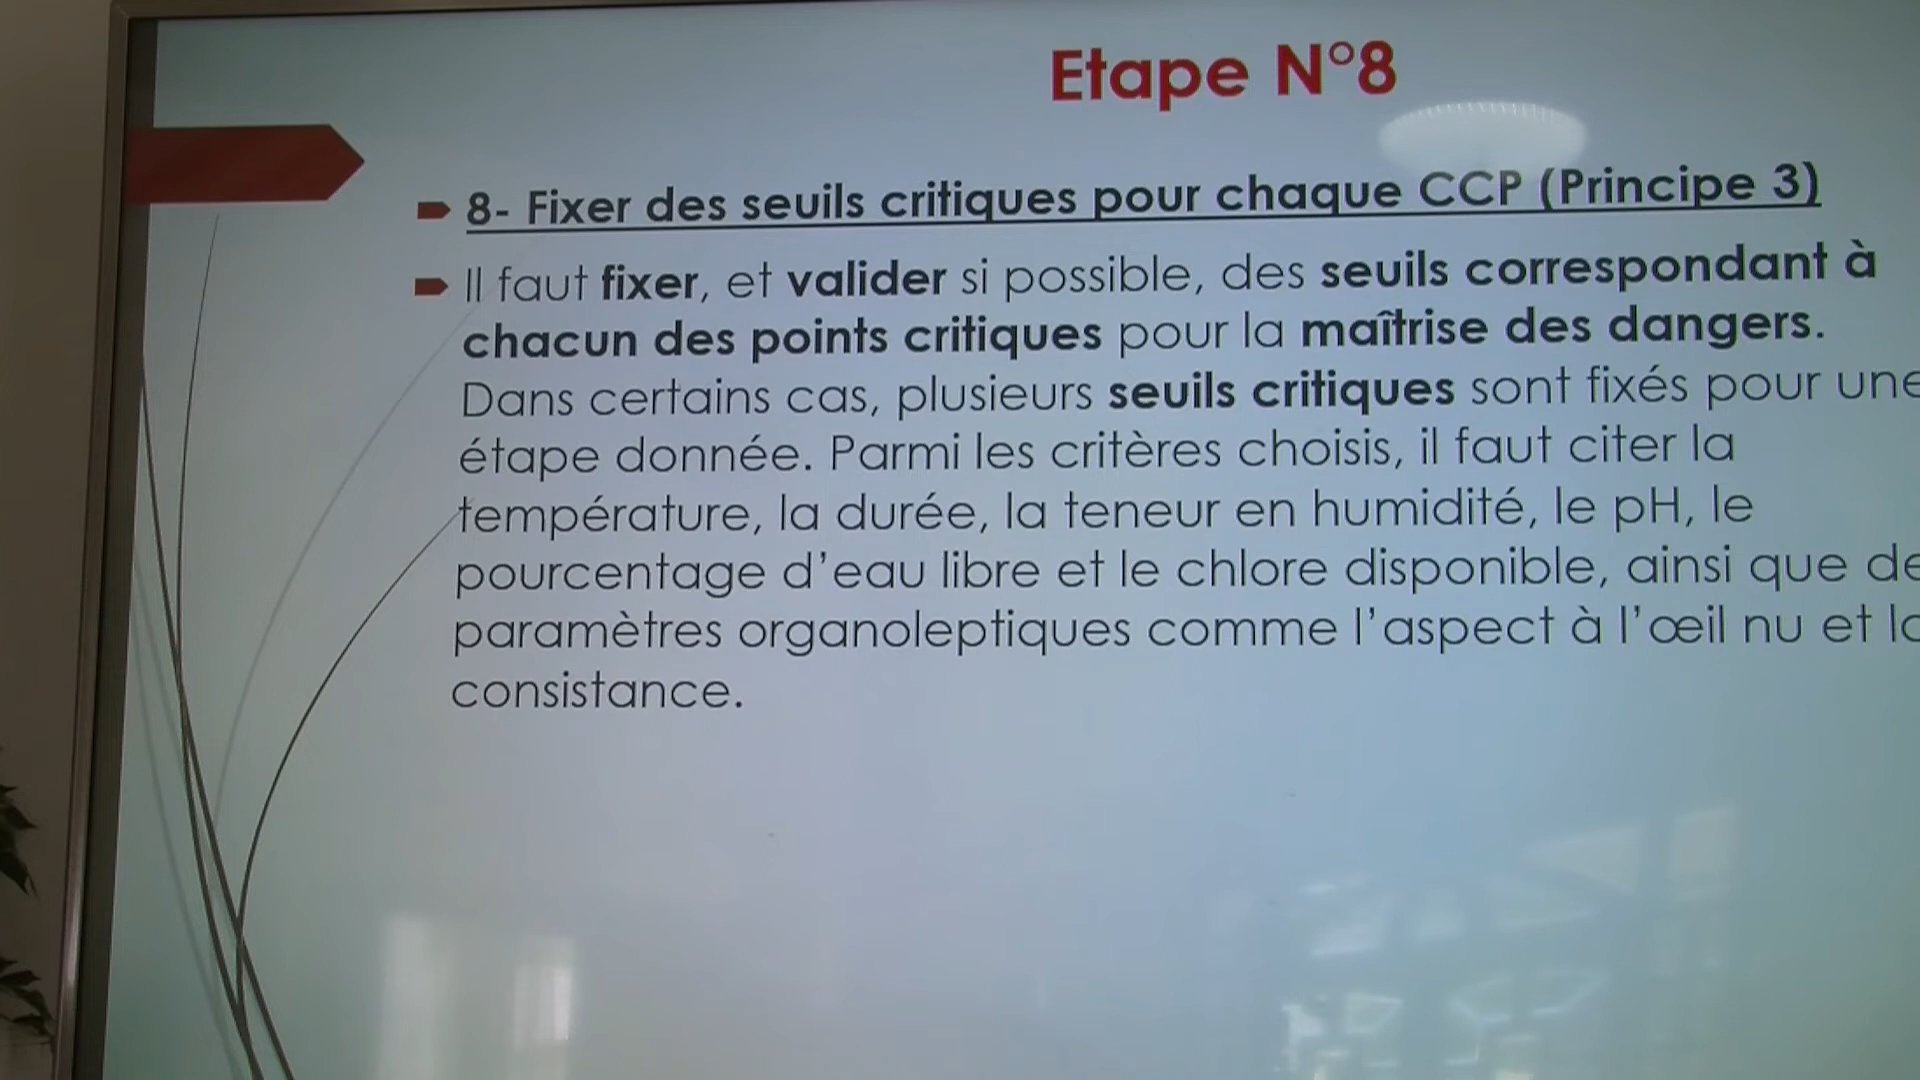 Etape N°8
8- Fixer des seuils critiques pour chaque CCP (Principe 3)
Il faut fixer, et valider si possible, des seuils correspondant à
chacun des points critiques pour la maîtrise des dangers.
Dans certains cas, plusieurs seuils critiques sont fixés pour une
étape donnée. Parmi les critères choisis, il faut citer la
température, la durée, la teneur en humidité, le pH, le
pourcentage d'eau libre et le chlore disponible, ainsi que
paramètres organoleptiques comme l'aspect à l'œil nu et
consistance.